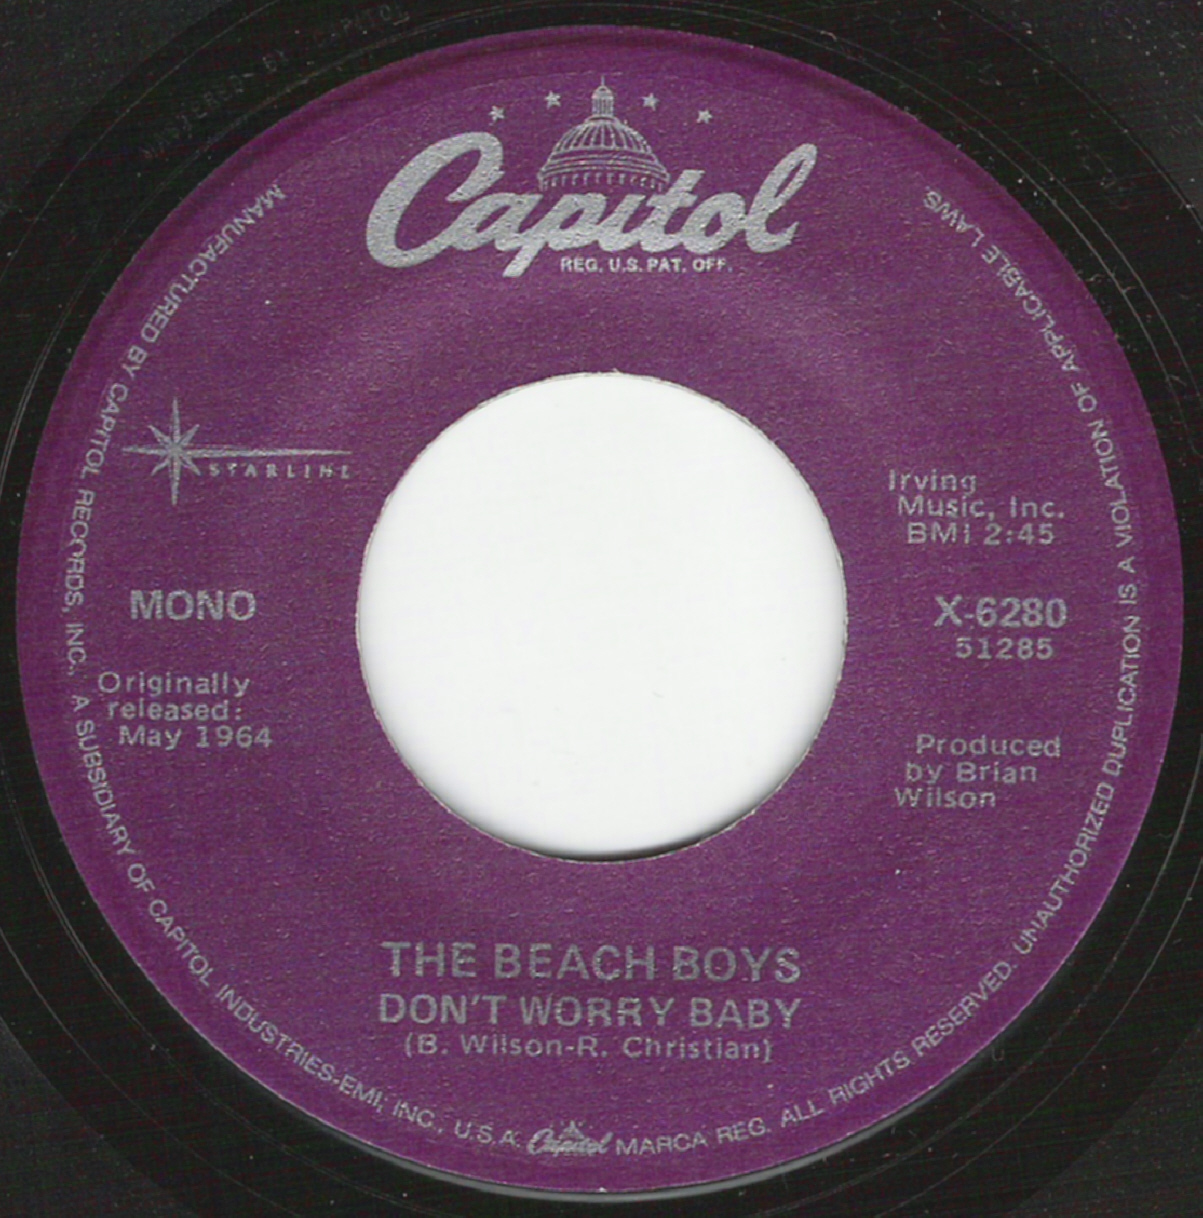 Capitol
REG. U.S. PAT. OFF.
STARLINE
MONO
Originally
released:
May 1964
Irving
Music, Inc.
BMI 2:45
X-6280
51285
Produced
by Brian
Wilson
THE BEACH BOYS
DON'T WORRY BABY
(B. Wilson-R. Christian)
MANUFACTURED BY CAPITOL RECORDS, INC., A SUBSIDIARY OF CAPITOL INDUSTRIES-EMI, INC., U.S.A. Capitol MARCA REG. ALL RIGHTS RESERVED. UNAUTHORIZED DUPLICATION IS A VIOLATION OF APPLICABLE LAWS.